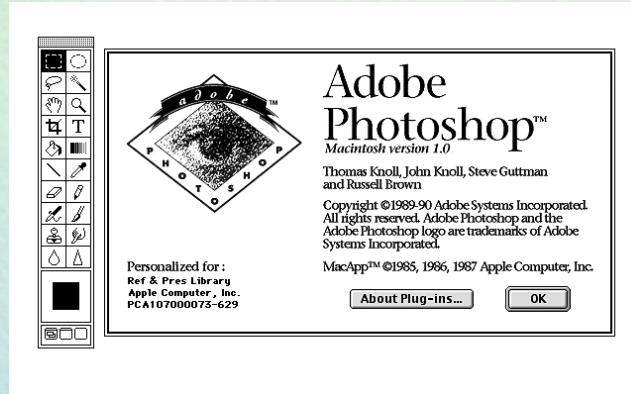 T
adobe™
PHOTOSHOP
Adobe
Photoshop™
Macintosh version 1.0
Thomas Knoll, John Knoll, Steve Guttman
and Russell Brown
Copyright ©1989-90 Adobe Systems Incorporated.
All rights reserved. Adobe Photoshop and the
Adobe Photoshop logo are trademarks of Adobe
Systems Incorporated.
MacApp™ ©1985, 1986, 1987 Apple Computer, Inc.
Personalized for :
Ref & Pres Library
Apple Computer, Inc.
PCA107000073-629
About Plug-ins...
OK